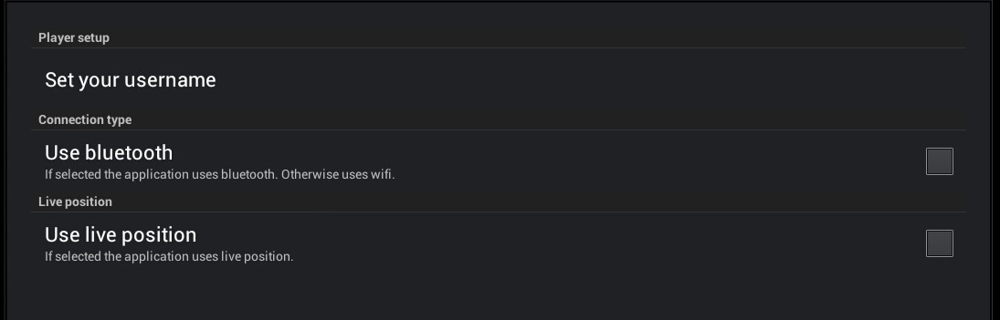 Player setup
Set your username
Connection type
Use bluetooth
If selected the application uses bluetooth. Otherwise uses wifi.
Live position
Use live position
If selected the application uses live position.